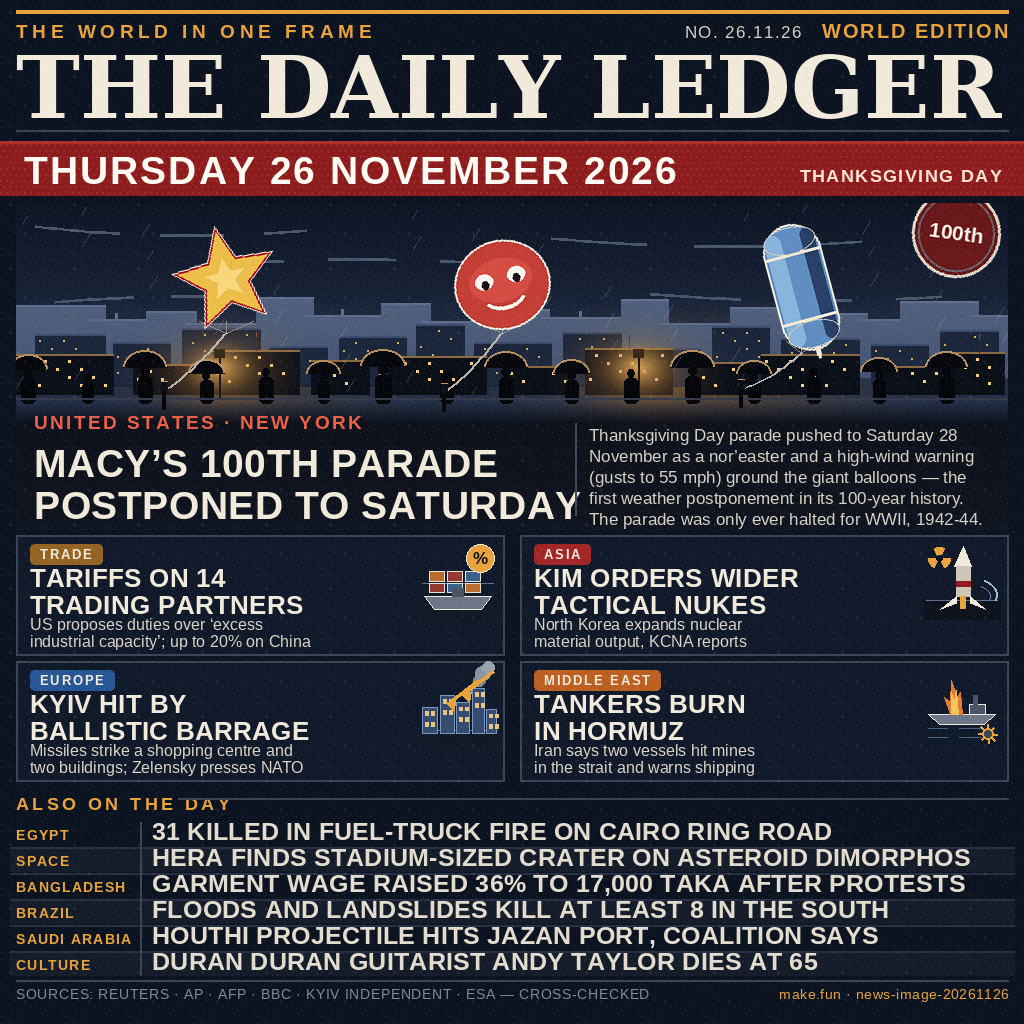 THE WORLD IN ONE FRAME
NO. 26.11.26 WORLD EDITION
THE DAILY LEDGER
THURSDAY 26 NOVEMBER 2026
THANKSGIVING DAY
100th
UNITED STATES · NEW YORK
MACY’S 100TH PARADE
POSTPONED TO SATURDAY
Thanksgiving Day parade pushed to Saturday 28
November as a nor’easter and a high-wind warning
(gusts to 55 mph) ground the giant balloons — the
first weather postponement in its 100-year history.
The parade was only ever halted for WWII, 1942-44.
TRADE
%
TARIFFS ON 14
TRADING PARTNERS
US proposes duties over ‘excess
industrial capacity’; up to 20% on China
ASIA
KIM ORDERS WIDER
TACTICAL NUKES
North Korea expands nuclear
material output, KCNA reports
EUROPE
KYIV HIT BY
BALLISTIC BARRAGE
Missiles strike a shopping centre and
two buildings; Zelensky presses NATO
MIDDLE EAST
TANKERS BURN
IN HORMUZ
Iran says two vessels hit mines
in the strait and warns shipping
ALSO ON THE DAY
EGYPT 31 KILLED IN FUEL-TRUCK FIRE ON CAIRO RING ROAD
SPACE HERA FINDS STADIUM-SIZED CRATER ON ASTEROID DIMORPHOS
BANGLADESH GARMENT WAGE RAISED 36% TO 17,000 TAKA AFTER PROTESTS
BRAZIL FLOODS AND LANDSLIDES KILL AT LEAST 8 IN THE SOUTH
SAUDI ARABIA HOUTHI PROJECTILE HITS JAZAN PORT, COALITION SAYS
CULTURE DURAN DURAN GUITARIST ANDY TAYLOR DIES AT 65
SOURCES: REUTERS · AP · AFP · BBC · KYIV INDEPENDENT · ESA — CROSS-CHECKED
make.fun · news-image-20261126